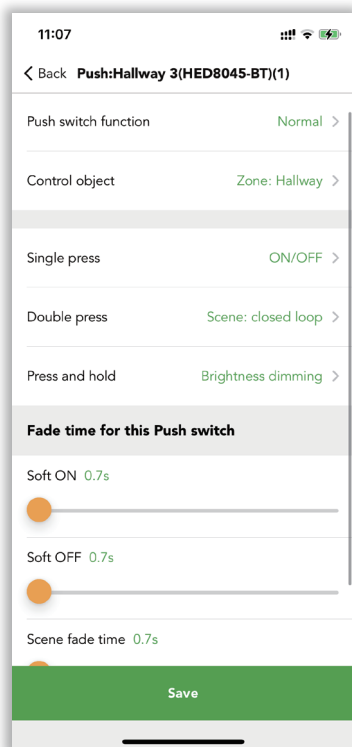 11:07
Back Push:Hallway 3(HED8045-BT)(1)
Push switch function Normal
Control object Zone: Hallway
Single press ON/OFF
Double press Scene: closed loop
Press and hold Brightness dimming
Fade time for this Push switch
Soft ON 0.7s
Soft OFF 0.7s
Scene fade time 0.7s
Save